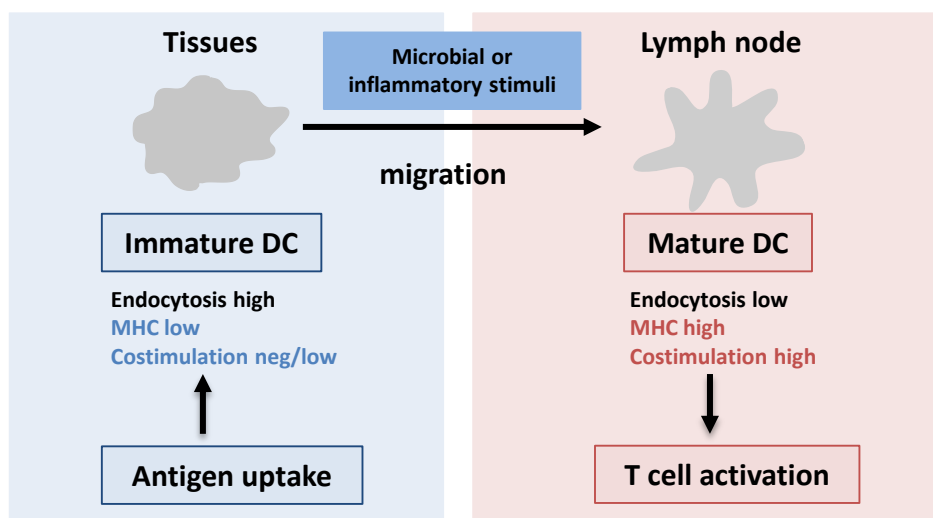 Tissues
Microbial or
inflammatory stimuli
Lymph node
migration
Immature DC
Mature DC
Endocytosis high
MHC low
Costimulation neg/low
Endocytosis low
MHC high
Costimulation high
Antigen uptake
T cell activation